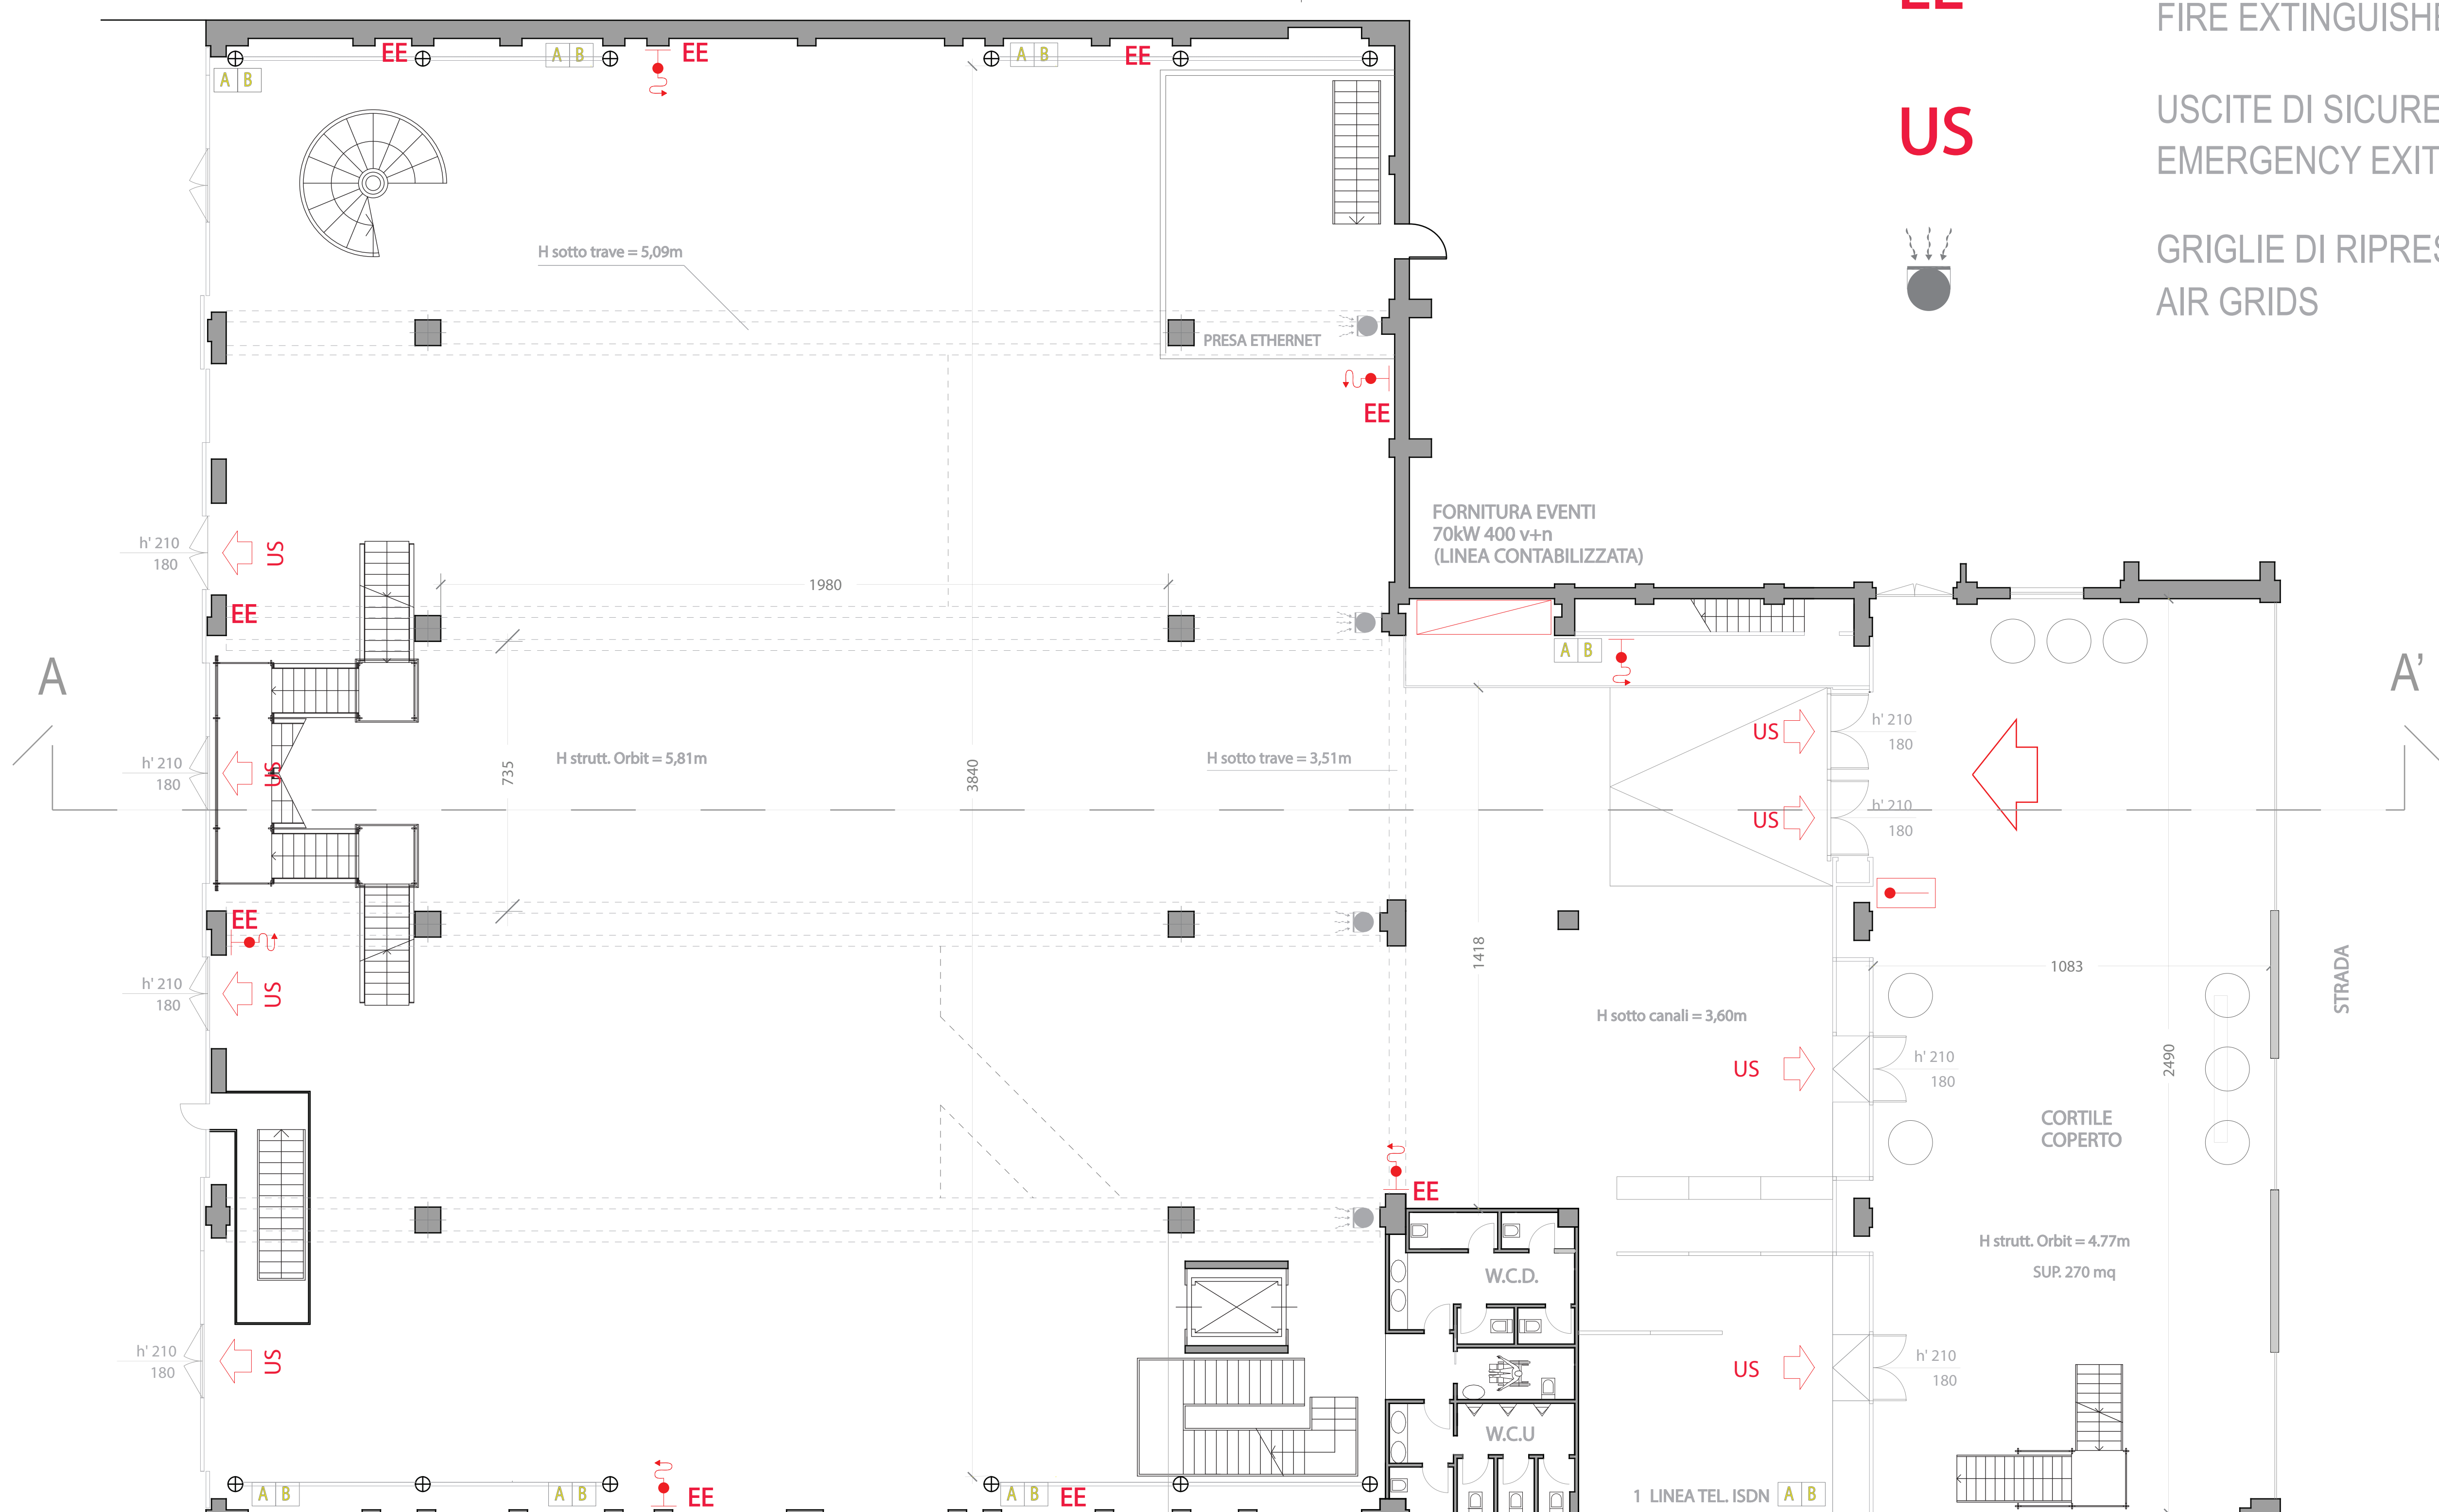 EE
FIRE EXTINGUISHE
US
USCITE DI SICURE
EMERGENCY EXIT
GRIGLIE DI RIPRES
AIR GRIDS
EE
EE
EE
A B
A B
A B
H sotto trave = 5,09m
PRESA ETHERNET
EE
FORNITURA EVENTI
70kW 400 v+n
(LINEA CONTABILIZZATA)
h' 210
180
US
1980
EE
A B
A
A'
h' 210
180
US
735
H strutt. Orbit = 5,81m
3840
H sotto trave = 3,51m
US
h' 210
180
US
h' 210
180
EE
1418
1083
STRADA
h' 210
180
US
H sotto canali = 3,60m
2490
US
h' 210
180
CORTILE
COPERTO
EE
H strutt. Orbit = 4.77m
SUP. 270 mq
W.C.D.
h' 210
180
US
US
h' 210
180
W.C.U
A B
A B
EE
A B
EE
1 LINEA TEL. ISDN
A B